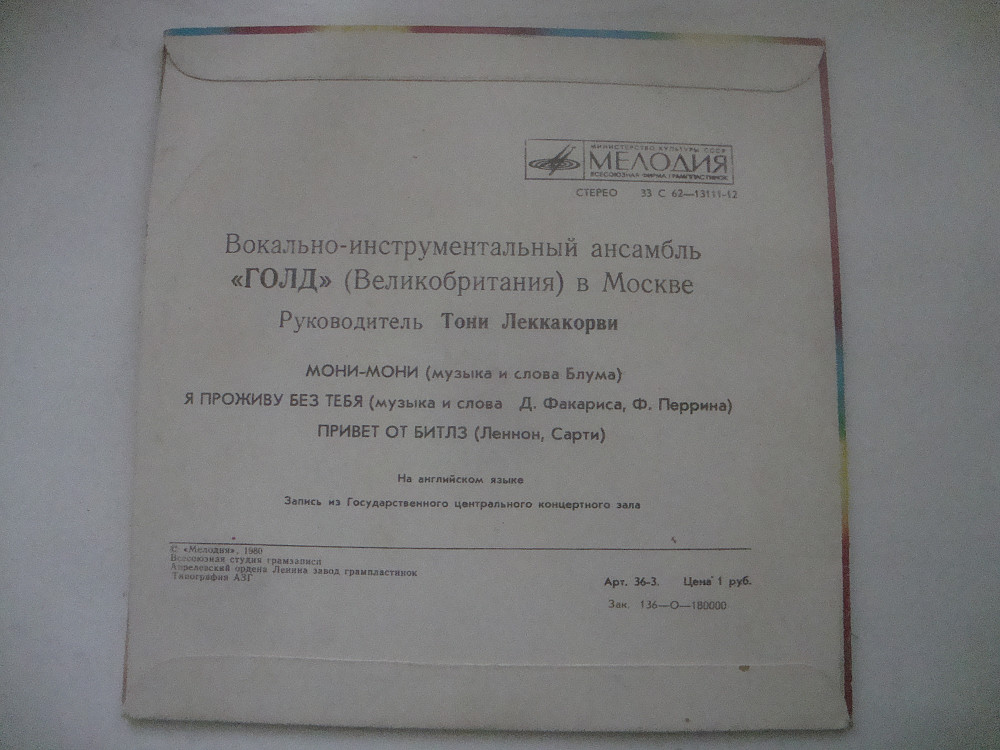 МИНИСТЕРСТВО КУЛЬТУРЫ СССР
МЕЛОДИЯ
ВСЕСОЮЗНАЯ ФИРМА ГРАМПЛАСТИНОК
СТЕРЕО 33 С 62—13111-12
Вокально-инструментальный ансамбль
«ГОЛД» (Великобритания) в Москве
Руководитель Тони Леккакорви
МОНИ-МОНИ (музыка и слова Блума)
Я ПРОЖИВУ БЕЗ ТЕБЯ (музыка и слова Д. Факариса, Ф. Перрина)
ПРИВЕТ ОТ БИТЛЗ (Леннон, Сарти)
На английском языке
Запись из Государственного центрального концертного зала
© «Мелодия», 1980
Всесоюзная студия грамзаписи
Апрелевский ордена Ленина завод грампластинок
Типография АЗГ
Арт. 36-3. Цена 1 руб.
Зак. 136—О—180000